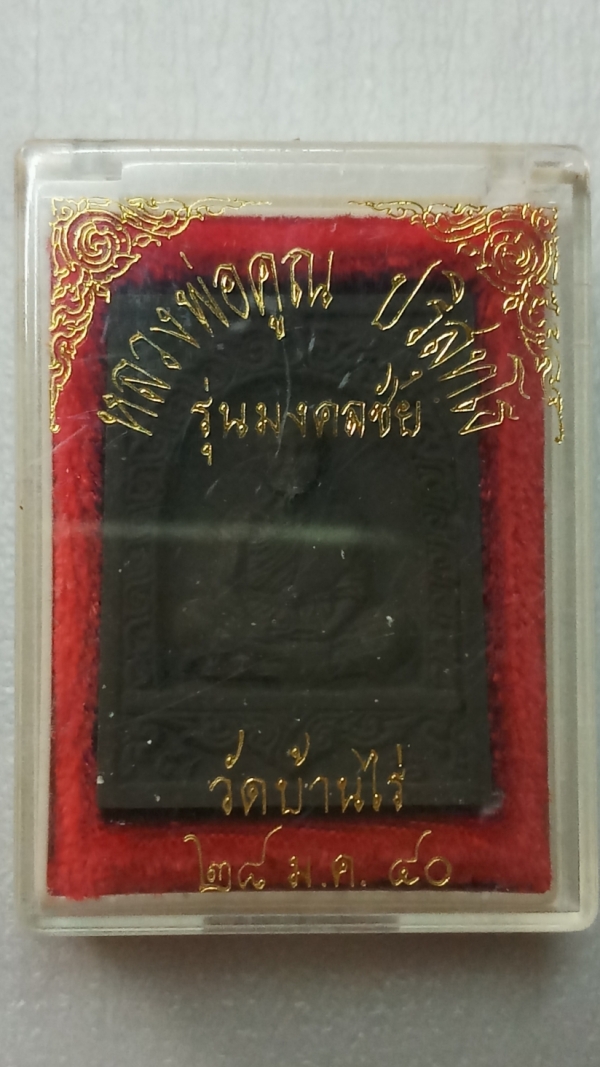 หลวงพ่อคูณ ปริสุทโธ
รุ่นมงคลชัย
วัดบ้านไร่
๒๘ ม.ค. ๔๐